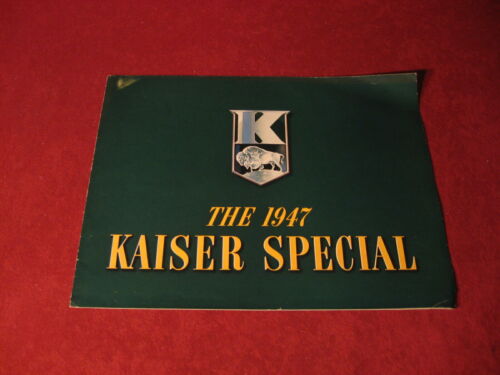 K
THE 1947
KAISER SPECIAL